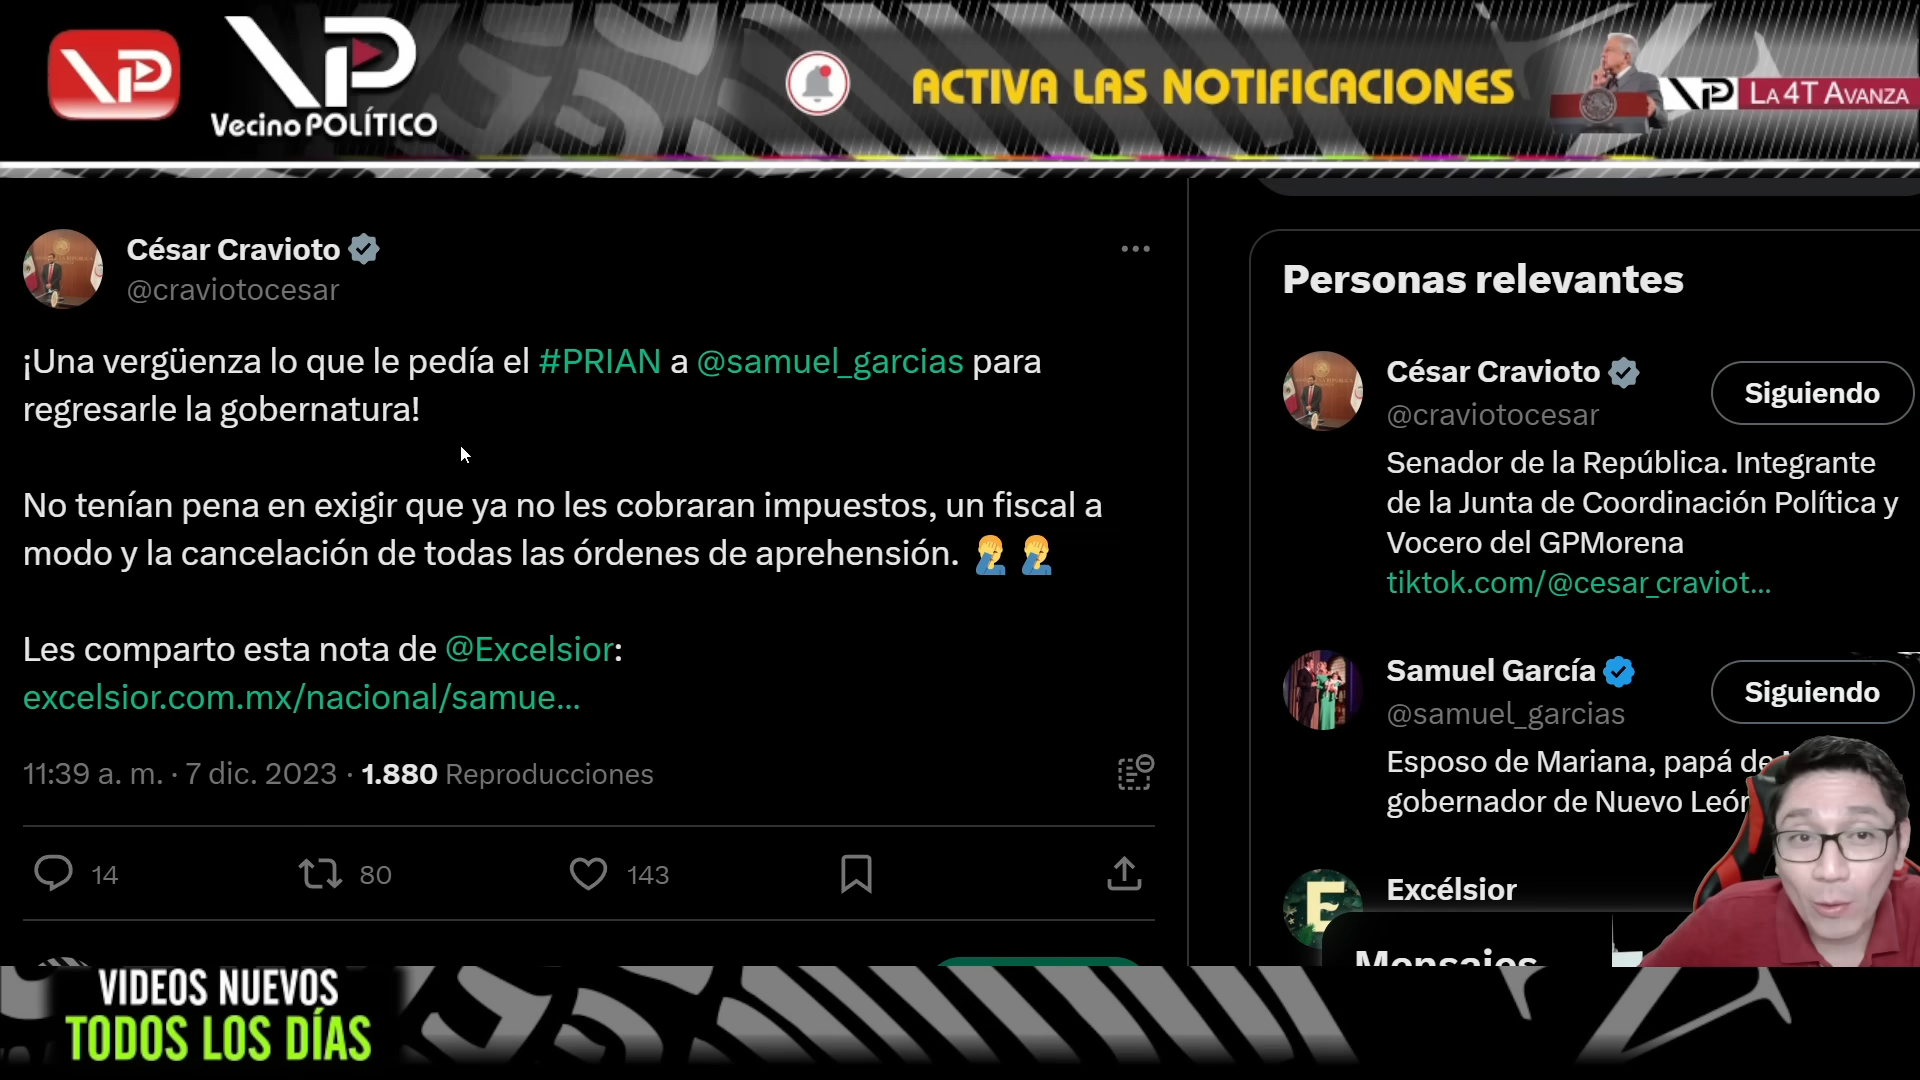 VP
VP
Vecino POLÍTICO
ACTIVA LAS NOTIFICACIONES
VP LA 4T AVANZA
César Cravioto
@craviotocesar
¡Una vergüenza lo que le pedía el #PRIAN a @samuel_garcias para
regresarle la gobernatura!
No tenían pena en exigir que ya no les cobraran impuestos, un fiscal a
modo y la cancelación de todas las órdenes de aprehensión. 🤦‍♂️ 🤦‍♂️
Les comparto esta nota de @Excelsior:
excelsior.com.mx/nacional/samue...
11:39 a. m. · 7 dic. 2023 · 1.880 Reproducciones
14 80 143
Personas relevantes
César Cravioto
@craviotocesar
Siguiendo
Senador de la República. Integrante
de la Junta de Coordinación Política y
Vocero del GPMorena
tiktok.com/@cesar_craviot...
Samuel García
@samuel_garcias
Siguiendo
Esposo de Mariana, papá de
gobernador de Nuevo León
E
Excélsior
Mensajes
VIDEOS NUEVOS
TODOS LOS DÍAS